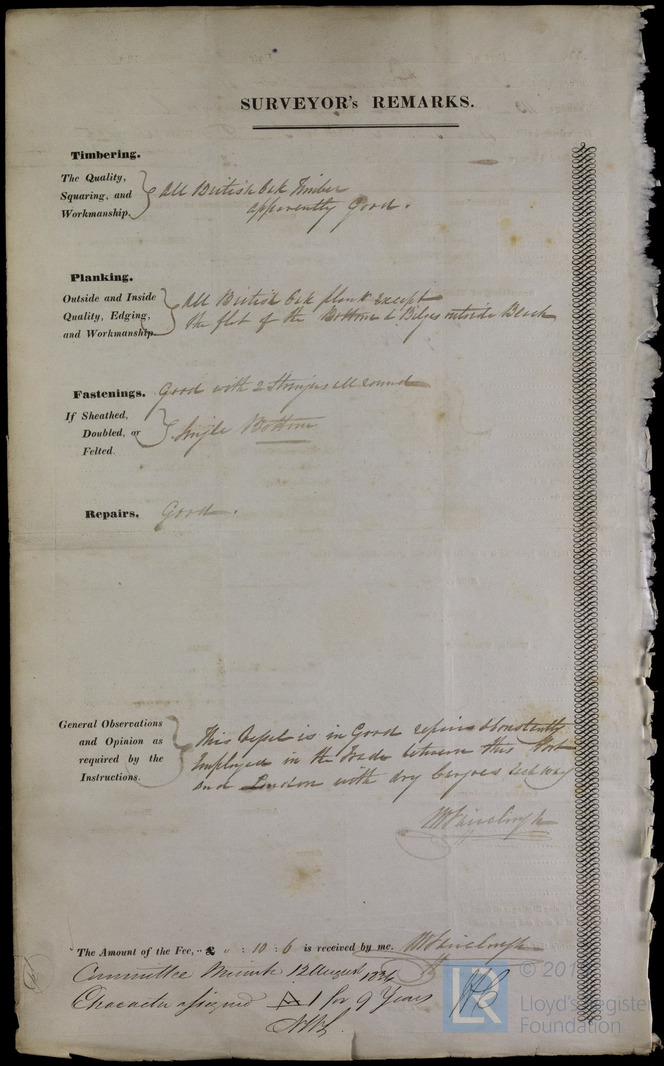 SURVEYOR's REMARKS.
Timbering.
The Quality,
Squaring, and
Workmanship.
All British Oak Timber
apparently Good.
Planking.
Outside and Inside
Quality, Edging,
and Workmanship.
All British Oak plank except
the flat of the Bottom & Bilges outside Beech
Fastenings. Good with 2 Stringers all round
If Sheathed,
Doubled, or
Felted.
Single Bottom
Repairs. Good.
General Observations
and Opinion as
required by the
Instructions.
This Vessel is in Good repair & Constantly
Employed in the Trade between this Port
and London with dry Cargoes Each way
The Amount of the Fee, £ " : 10 : 6 is received by me.
Committee Minute 12 August 1834
Character assigned A 1 for 9 Years
© 201
Lloyd's Register
Foundation
LR